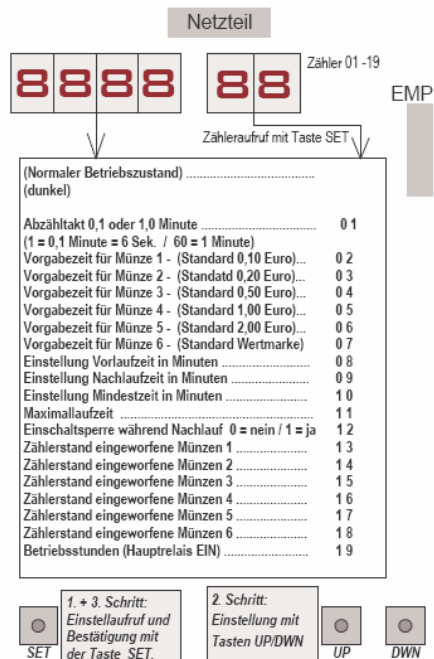 Netzteil
8888 88
Zähler 01 -19
EMP
Zähleraufruf mit Taste SET
(Normaler Betriebszustand) ....................................
(dunkel)
Abzähltakt 0,1 oder 1,0 Minute ................................ 0 1
(1 = 0,1 Minute = 6 Sek. / 60 = 1 Minute)
Vorgabezeit für Münze 1 - (Standard 0,10 Euro)... 0 2
Vorgabezeit für Münze 2 - (Standatd 0,20 Euro)... 0 3
Vorgabezeit für Münze 3 - (Standard 0,50 Euro)... 0 4
Vorgabezeit für Münze 4 - (Standard 1,00 Euro)... 0 5
Vorgabezeit für Münze 5 - (Standard 2,00 Euro)... 0 6
Vorgabezeit für Münze 6 - (Standard Wertmarke) 0 7
Einstellung Vorlaufzeit in Minuten ........................ 0 8
Einstellung Nachlaufzeit in Minuten ...................... 0 9
Einstellung Mindestzeit in Minuten ....................... 1 0
Maximallaufzeit ...................................................... 1 1
Einschaltsperre während Nachlauf 0 = nein / 1 = ja 1 2
Zählerstand eingeworfene Münzen 1 .................... 1 3
Zählerstand eingeworfene Münzen 2 .................... 1 4
Zählerstand eingeworfene Münzen 3 .................... 1 5
Zählerstand eingeworfene Münzen 4 .................... 1 6
Zählerstand eingeworfene Münzen 5 .................... 1 7
Zählerstand eingeworfene Münzen 6 .................... 1 8
Betriebsstunden (Hauptrelais EIN) ........................ 1 9
1. + 3. Schritt:
Einstellaufruf und
Bestätigung mit
der Taste SET.
2. Schritt:
Einstellung mit
Tasten UP/DWN
SET UP DWN